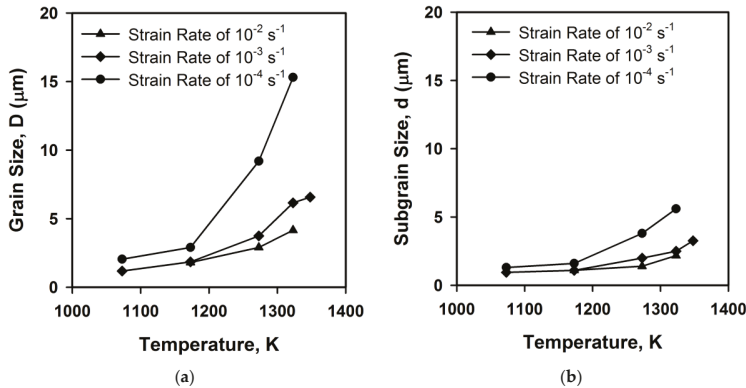 20
15
10
5
0
Grain Size, D (μm)
Strain Rate of 10⁻² s⁻¹
Strain Rate of 10⁻³ s⁻¹
Strain Rate of 10⁻⁴ s⁻¹
1000 1100 1200 1300 1400
Temperature, K
(a)
20
15
10
5
0
Subgrain Size, d (μm)
Strain Rate of 10⁻² s⁻¹
Strain Rate of 10⁻³ s⁻¹
Strain Rate of 10⁻⁴ s⁻¹
1000 1100 1200 1300 1400
Temperature, K
(b)